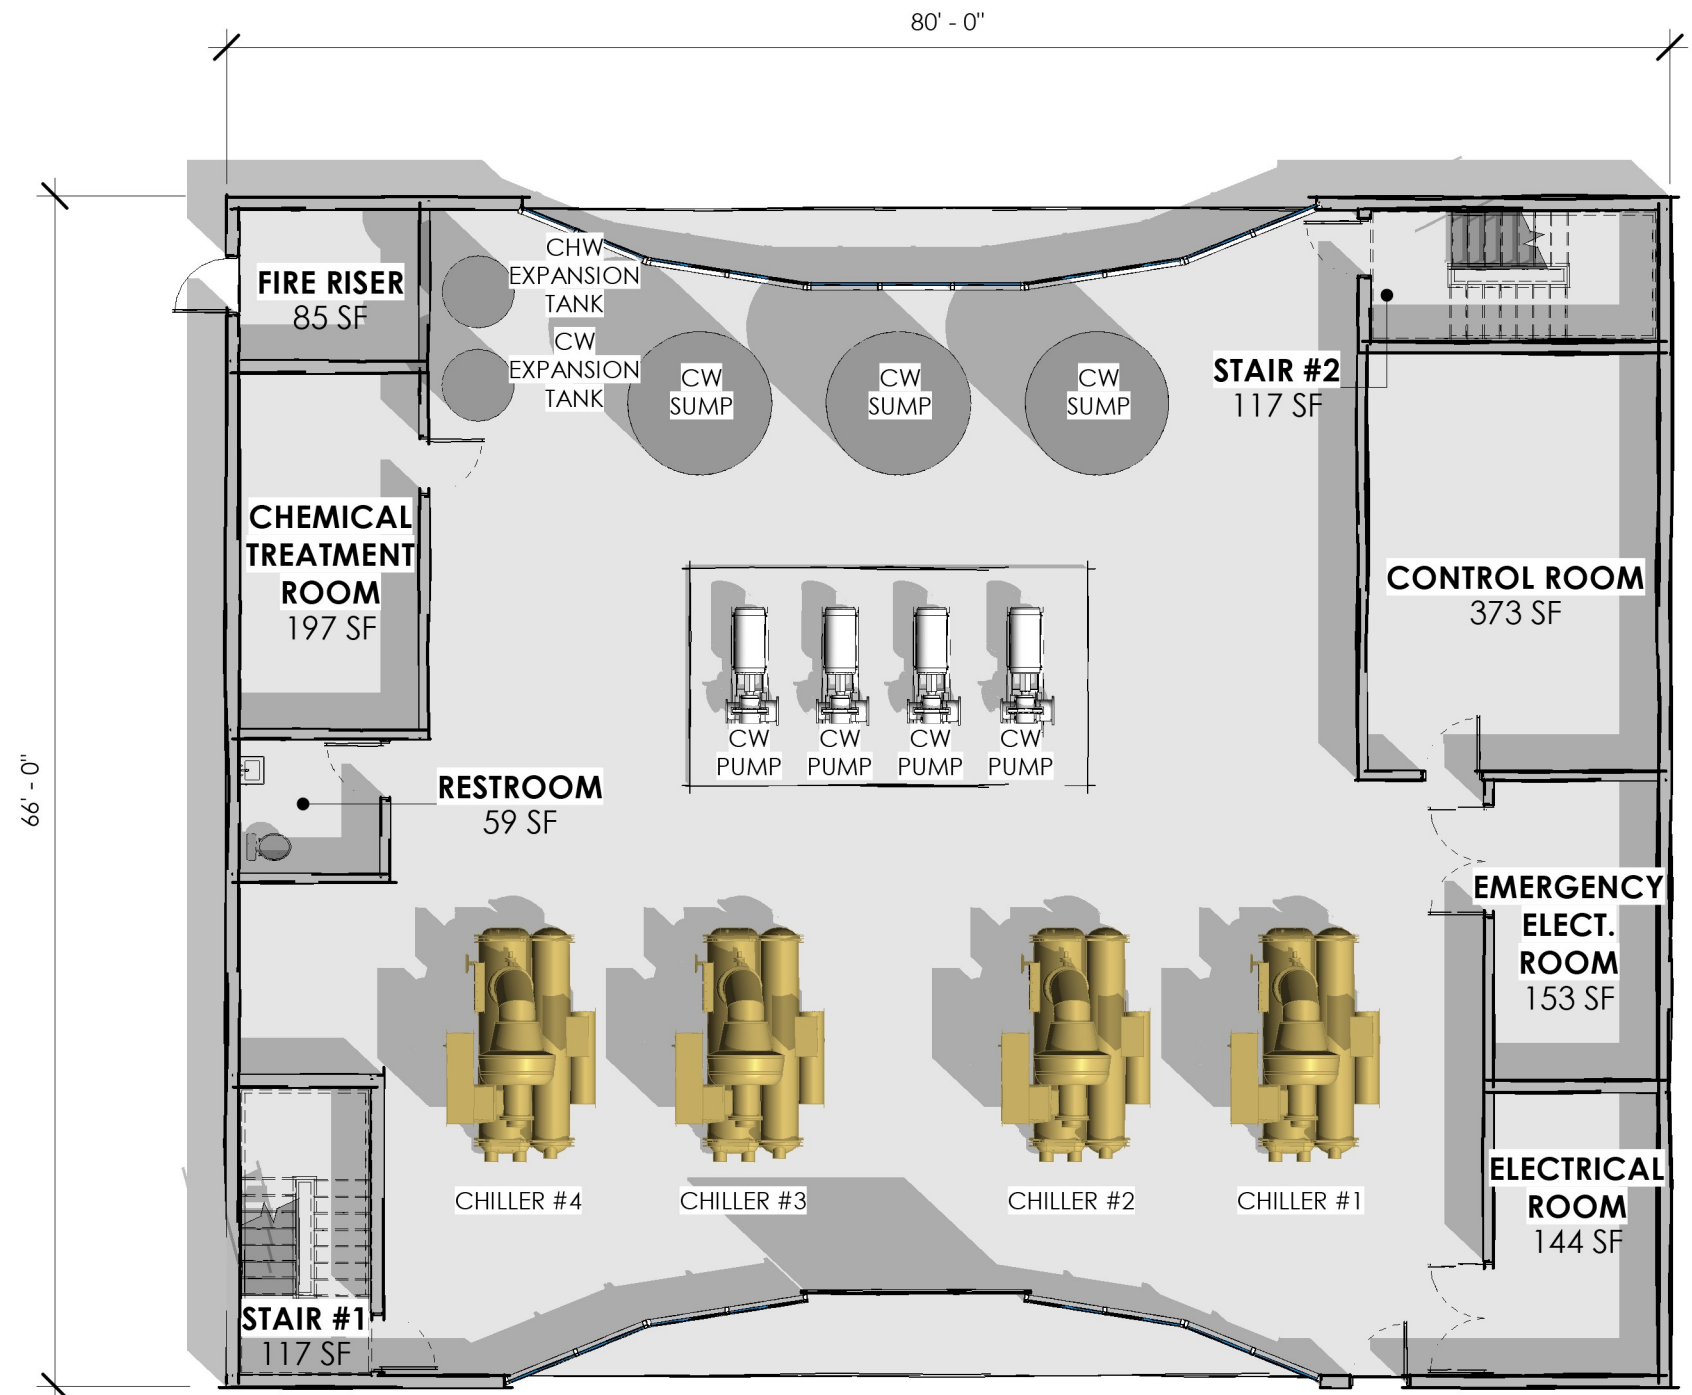 80' - 0"
66' - 0"
FIRE RISER
85 SF
CHW
EXPANSION
TANK
CW
EXPANSION
TANK
CW
SUMP
CW
SUMP
CW
SUMP
STAIR #2
117 SF
CHEMICAL
TREATMENT
ROOM
197 SF
CONTROL ROOM
373 SF
CW
PUMP
CW
PUMP
CW
PUMP
CW
PUMP
RESTROOM
59 SF
EMERGENCY
ELECT.
ROOM
153 SF
CHILLER #4
CHILLER #3
CHILLER #2
CHILLER #1
ELECTRICAL
ROOM
144 SF
STAIR #1
117 SF